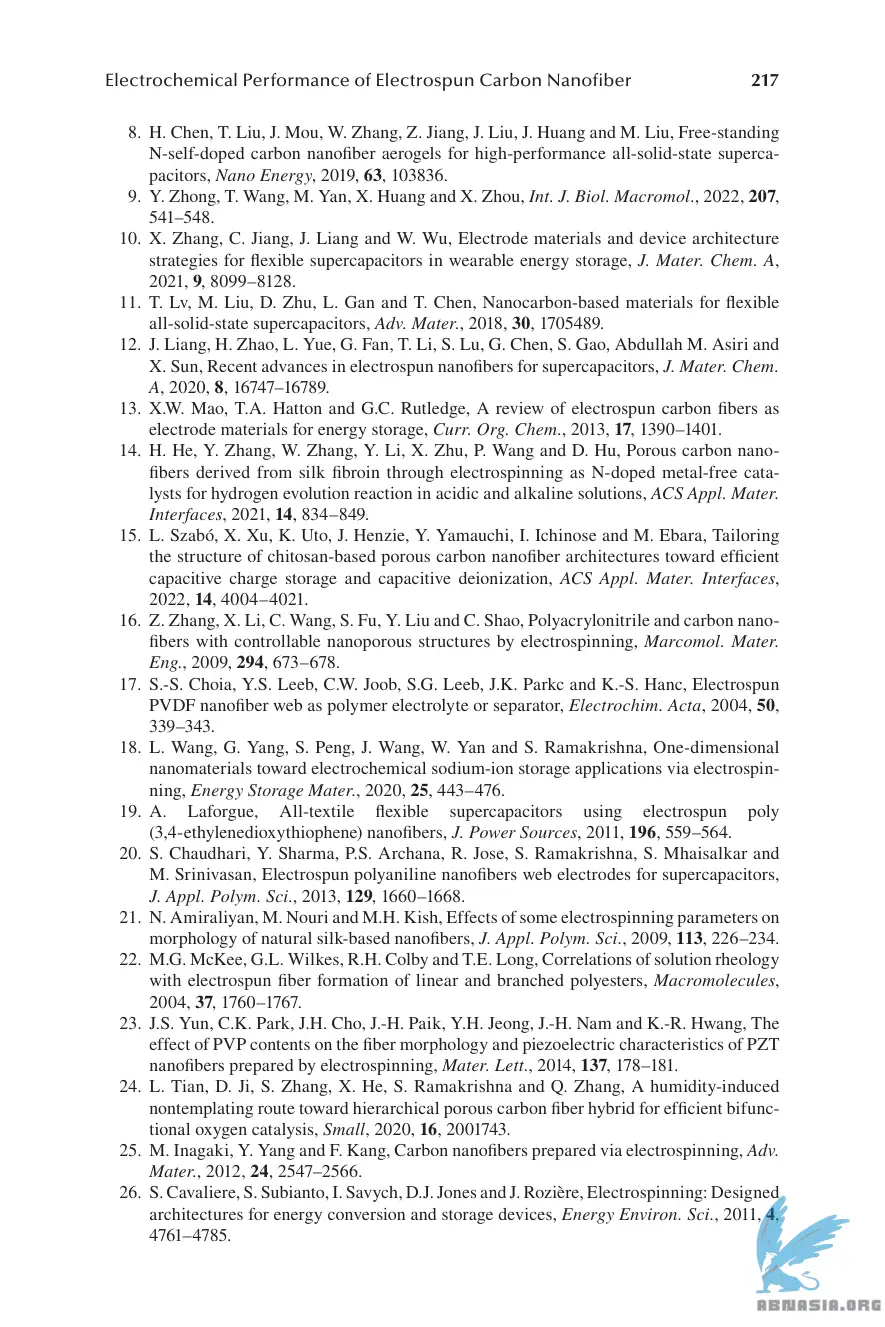 Electrochemical Performance of Electrospun Carbon Nanofiber 217
8. H. Chen, T. Liu, J. Mou, W. Zhang, Z. Jiang, J. Liu, J. Huang and M. Liu, Free-standing
N-self-doped carbon nanofiber aerogels for high-performance all-solid-state superca-
pacitors, Nano Energy, 2019, 63, 103836.
9. Y. Zhong, T. Wang, M. Yan, X. Huang and X. Zhou, Int. J. Biol. Macromol., 2022, 207,
541–548.
10. X. Zhang, C. Jiang, J. Liang and W. Wu, Electrode materials and device architecture
strategies for flexible supercapacitors in wearable energy storage, J. Mater. Chem. A,
2021, 9, 8099–8128.
11. T. Lv, M. Liu, D. Zhu, L. Gan and T. Chen, Nanocarbon-based materials for flexible
all-solid-state supercapacitors, Adv. Mater., 2018, 30, 1705489.
12. J. Liang, H. Zhao, L. Yue, G. Fan, T. Li, S. Lu, G. Chen, S. Gao, Abdullah M. Asiri and
X. Sun, Recent advances in electrospun nanofibers for supercapacitors, J. Mater. Chem.
A, 2020, 8, 16747–16789.
13. X.W. Mao, T.A. Hatton and G.C. Rutledge, A review of electrospun carbon fibers as
electrode materials for energy storage, Curr. Org. Chem., 2013, 17, 1390–1401.
14. H. He, Y. Zhang, W. Zhang, Y. Li, X. Zhu, P. Wang and D. Hu, Porous carbon nano-
fibers derived from silk fibroin through electrospinning as N-doped metal-free cata-
lysts for hydrogen evolution reaction in acidic and alkaline solutions, ACS Appl. Mater.
Interfaces, 2021, 14, 834–849.
15. L. Szabó, X. Xu, K. Uto, J. Henzie, Y. Yamauchi, I. Ichinose and M. Ebara, Tailoring
the structure of chitosan-based porous carbon nanofiber architectures toward efficient
capacitive charge storage and capacitive deionization, ACS Appl. Mater. Interfaces,
2022, 14, 4004–4021.
16. Z. Zhang, X. Li, C. Wang, S. Fu, Y. Liu and C. Shao, Polyacrylonitrile and carbon nano-
fibers with controllable nanoporous structures by electrospinning, Marcomol. Mater.
Eng., 2009, 294, 673–678.
17. S.-S. Choia, Y.S. Leeb, C.W. Joob, S.G. Leeb, J.K. Parkc and K.-S. Hanc, Electrospun
PVDF nanofiber web as polymer electrolyte or separator, Electrochim. Acta, 2004, 50,
339–343.
18. L. Wang, G. Yang, S. Peng, J. Wang, W. Yan and S. Ramakrishna, One-dimensional
nanomaterials toward electrochemical sodium-ion storage applications via electrospin-
ning, Energy Storage Mater., 2020, 25, 443–476.
19. A. Laforgue, All-textile flexible supercapacitors using electrospun poly
(3,4-ethylenedioxythiophene) nanofibers, J. Power Sources, 2011, 196, 559–564.
20. S. Chaudhari, Y. Sharma, P.S. Archana, R. Jose, S. Ramakrishna, S. Mhaisalkar and
M. Srinivasan, Electrospun polyaniline nanofibers web electrodes for supercapacitors,
J. Appl. Polym. Sci., 2013, 129, 1660–1668.
21. N. Amiraliyan, M. Nouri and M.H. Kish, Effects of some electrospinning parameters on
morphology of natural silk-based nanofibers, J. Appl. Polym. Sci., 2009, 113, 226–234.
22. M.G. McKee, G.L. Wilkes, R.H. Colby and T.E. Long, Correlations of solution rheology
with electrospun fiber formation of linear and branched polyesters, Macromolecules,
2004, 37, 1760–1767.
23. J.S. Yun, C.K. Park, J.H. Cho, J.-H. Paik, Y.H. Jeong, J.-H. Nam and K.-R. Hwang, The
effect of PVP contents on the fiber morphology and piezoelectric characteristics of PZT
nanofibers prepared by electrospinning, Mater. Lett., 2014, 137, 178–181.
24. L. Tian, D. Ji, S. Zhang, X. He, S. Ramakrishna and Q. Zhang, A humidity-induced
nontemplating route toward hierarchical porous carbon fiber hybrid for efficient bifunc-
tional oxygen catalysis, Small, 2020, 16, 2001743.
25. M. Inagaki, Y. Yang and F. Kang, Carbon nanofibers prepared via electrospinning, Adv.
Mater., 2012, 24, 2547–2566.
26. S. Cavaliere, S. Subianto, I. Savych, D.J. Jones and J. Rozière, Electrospinning: Designed
architectures for energy conversion and storage devices, Energy Environ. Sci., 2011, 4,
4761–4785.
ABNASIA.ORG